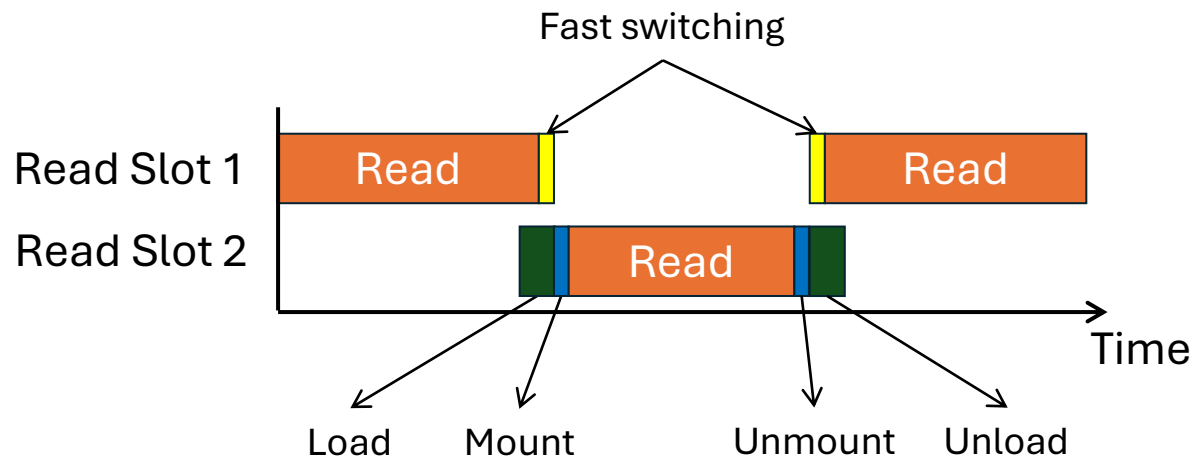 Fast switching
Read Slot 1
Read
Read
Read Slot 2
Read
Time
Load
Mount
Unmount
Unload